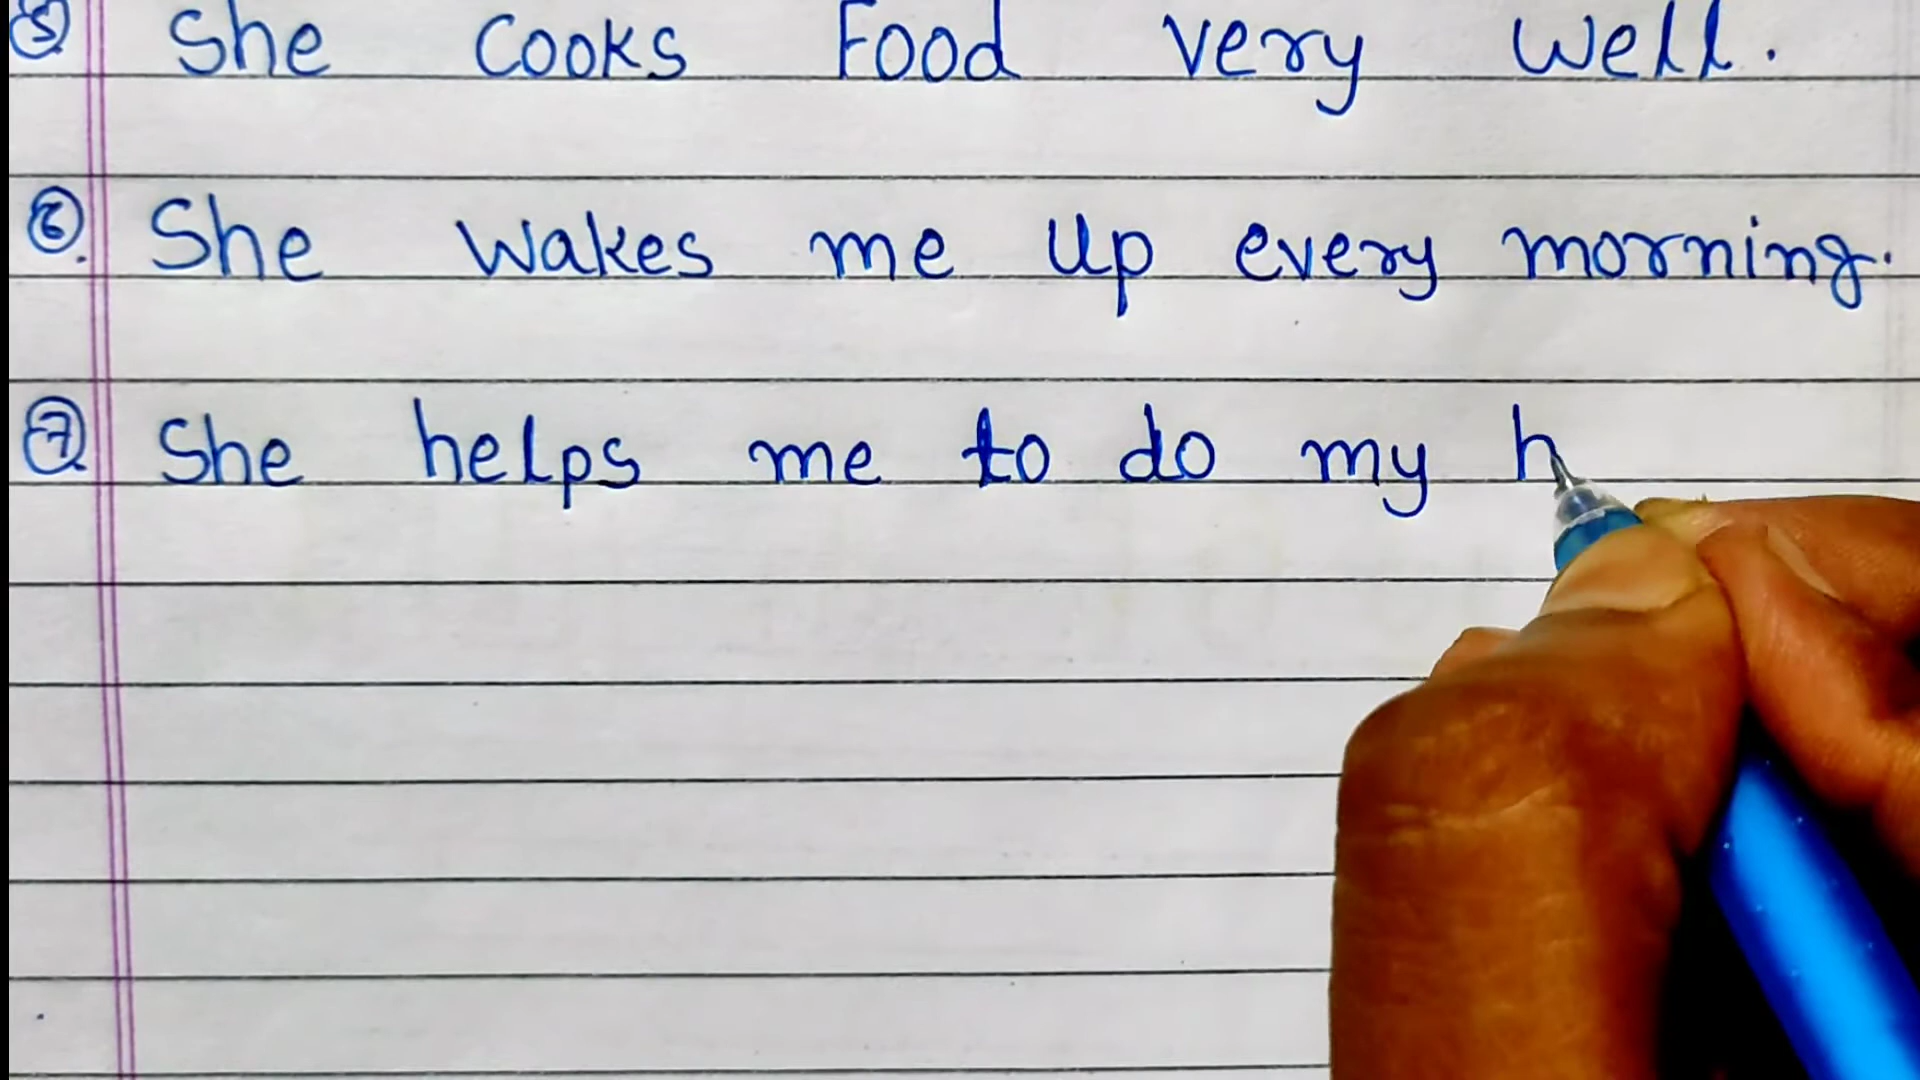 5. She Cooks Food very well.
6. She wakes me up every morning.
7. She helps me to do my h